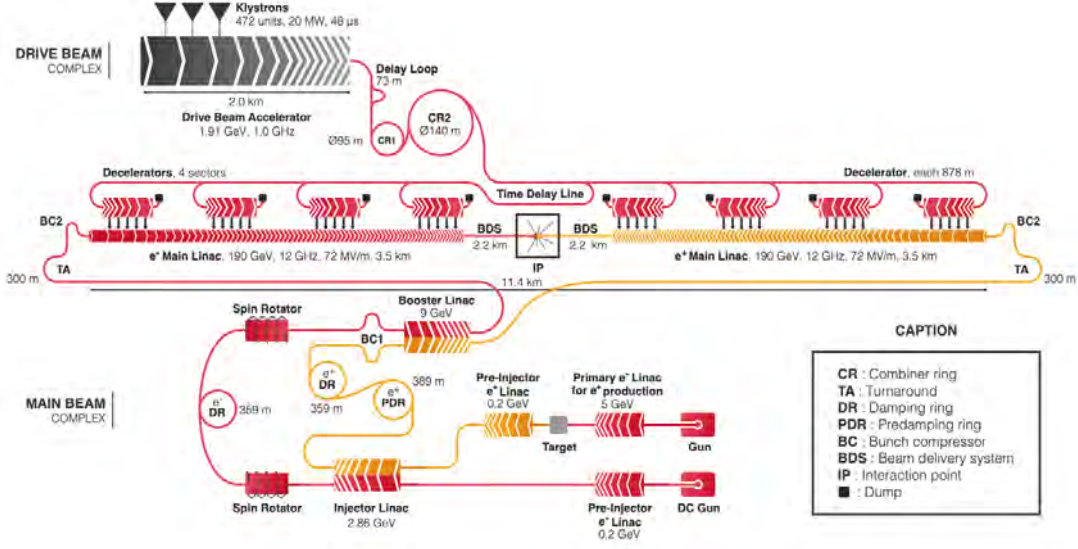 Klystrons
472 units, 20 MW, 48 µs
DRIVE BEAM
COMPLEX
2.0 km
Drive Beam Accelerator
1.91 GeV, 1.0 GHz
Delay Loop
73 m
CR2
Ø140 m
CR1
Ø95 m
Decelerators, 4 sectors
Time Delay Line
Decelerator, each 878 m
BC2
BDS
2.2 km
BDS
2.2 km
BC2
e- Main Linac, 190 GeV, 12 GHz, 72 MV/m, 3.5 km
IP
e+ Main Linac, 190 GeV, 12 GHz, 72 MV/m, 3.5 km
TA
TA
300 m
11.4 km
300 m
Spin Rotator
Booster Linac
9 GeV
BC1
CAPTION
CR : Combiner ring
TA : Turnaround
DR : Damping ring
PDR : Predamping ring
BC : Bunch compressor
BDS : Beam delivery system
IP : Interaction point
: Dump
MAIN BEAM
COMPLEX
e-
DR
359 m
e+
DR
359 m
e+
PDR
389 m
Pre-Injector
e+ Linac
0.2 GeV
Primary e- Linac
for e+ production
5 GeV
Target
Gun
Spin Rotator
Injector Linac
2.86 GeV
Pre-Injector
e- Linac
0.2 GeV
DC Gun